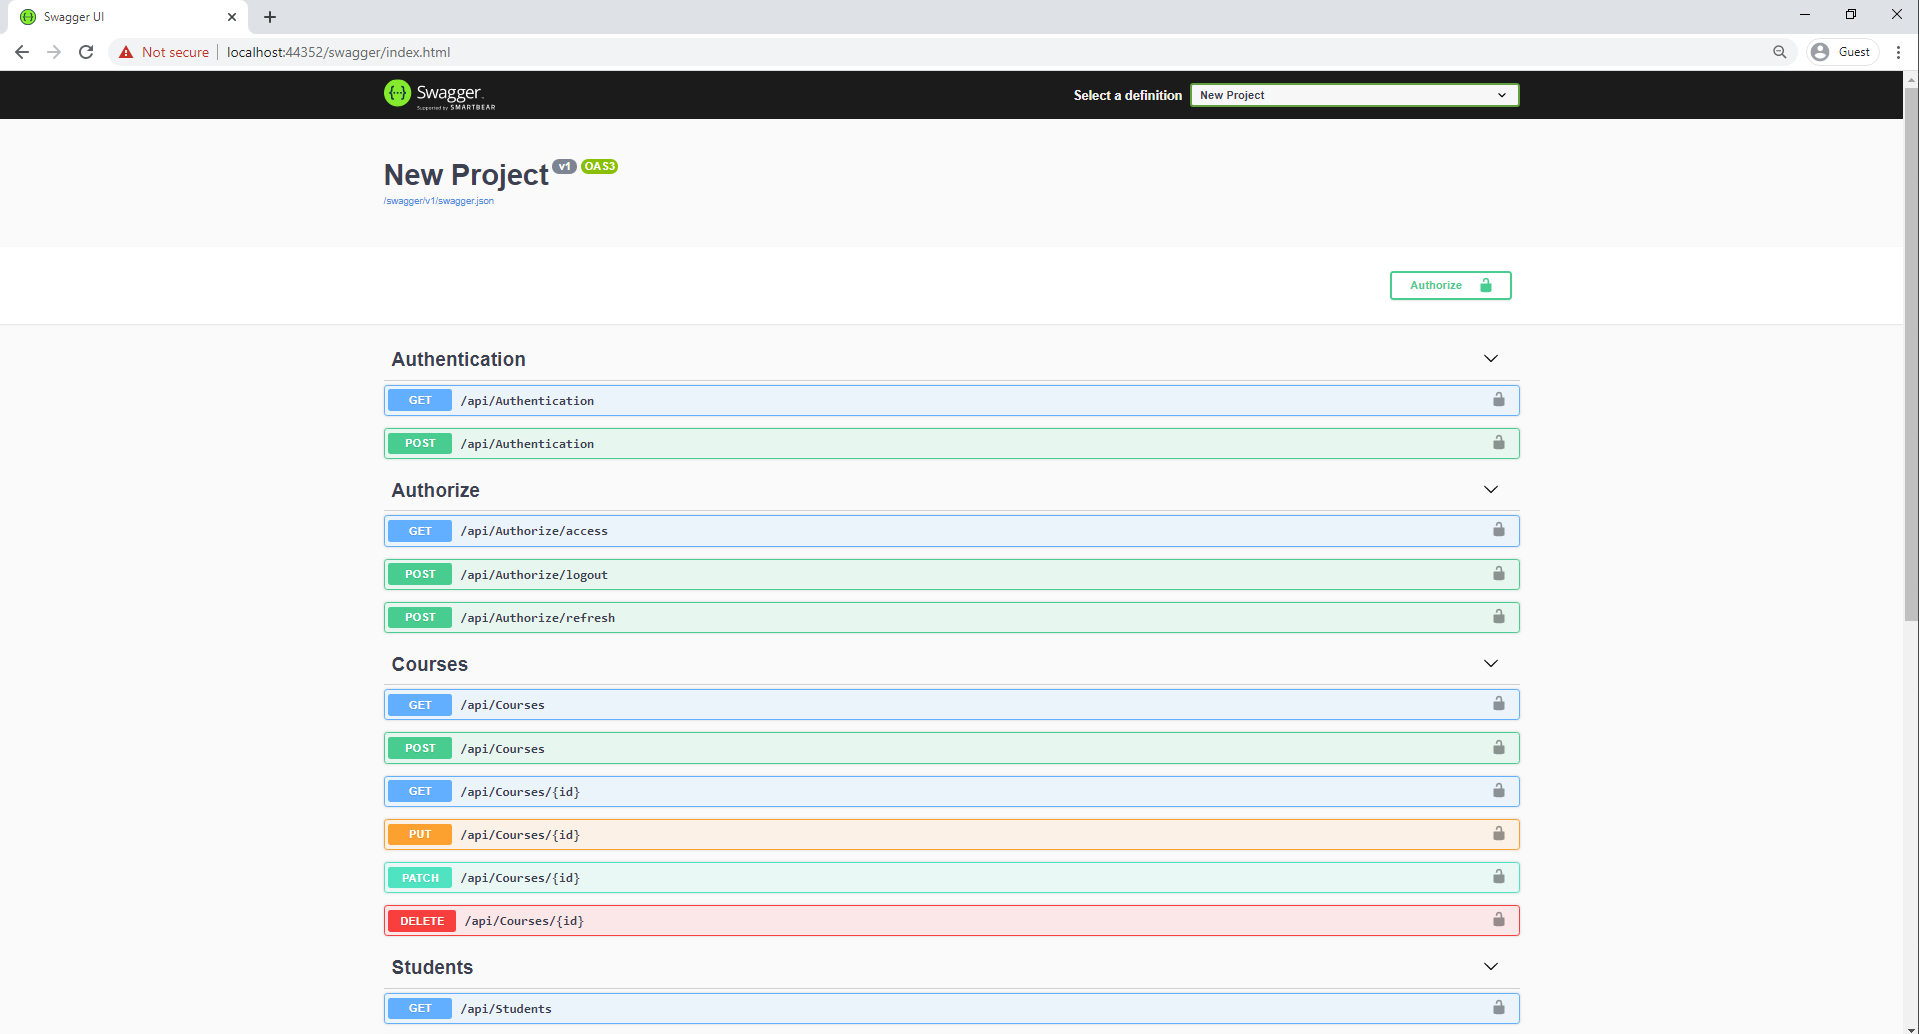 Swagger UI
Not secure localhost:44352/swagger/index.html Guest
Swagger. Supported by SMARTBEAR
Select a definition New Project
New Project v1 OAS3
/swagger/v1/swagger.json
Authorize
Authentication
GET /api/Authentication
POST /api/Authentication
Authorize
GET /api/Authorize/access
POST /api/Authorize/logout
POST /api/Authorize/refresh
Courses
GET /api/Courses
POST /api/Courses
GET /api/Courses/{id}
PUT /api/Courses/{id}
PATCH /api/Courses/{id}
DELETE /api/Courses/{id}
Students
GET /api/Students